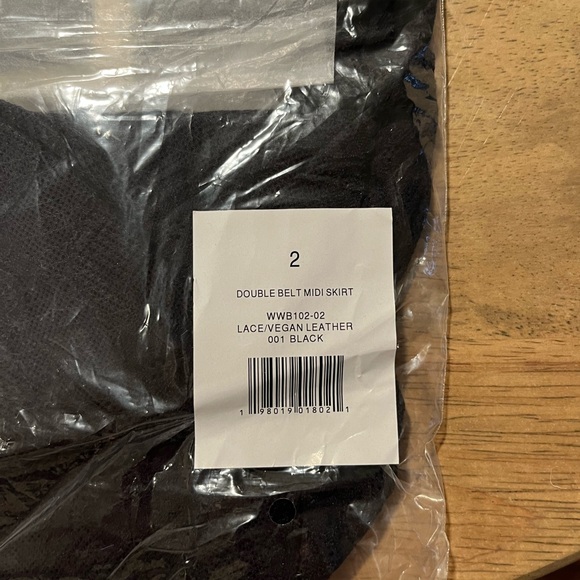 2
DOUBLE BELT MIDI SKIRT
WWB102-02
LACE/VEGAN LEATHER
001 BLACK
1 98019 01802 1